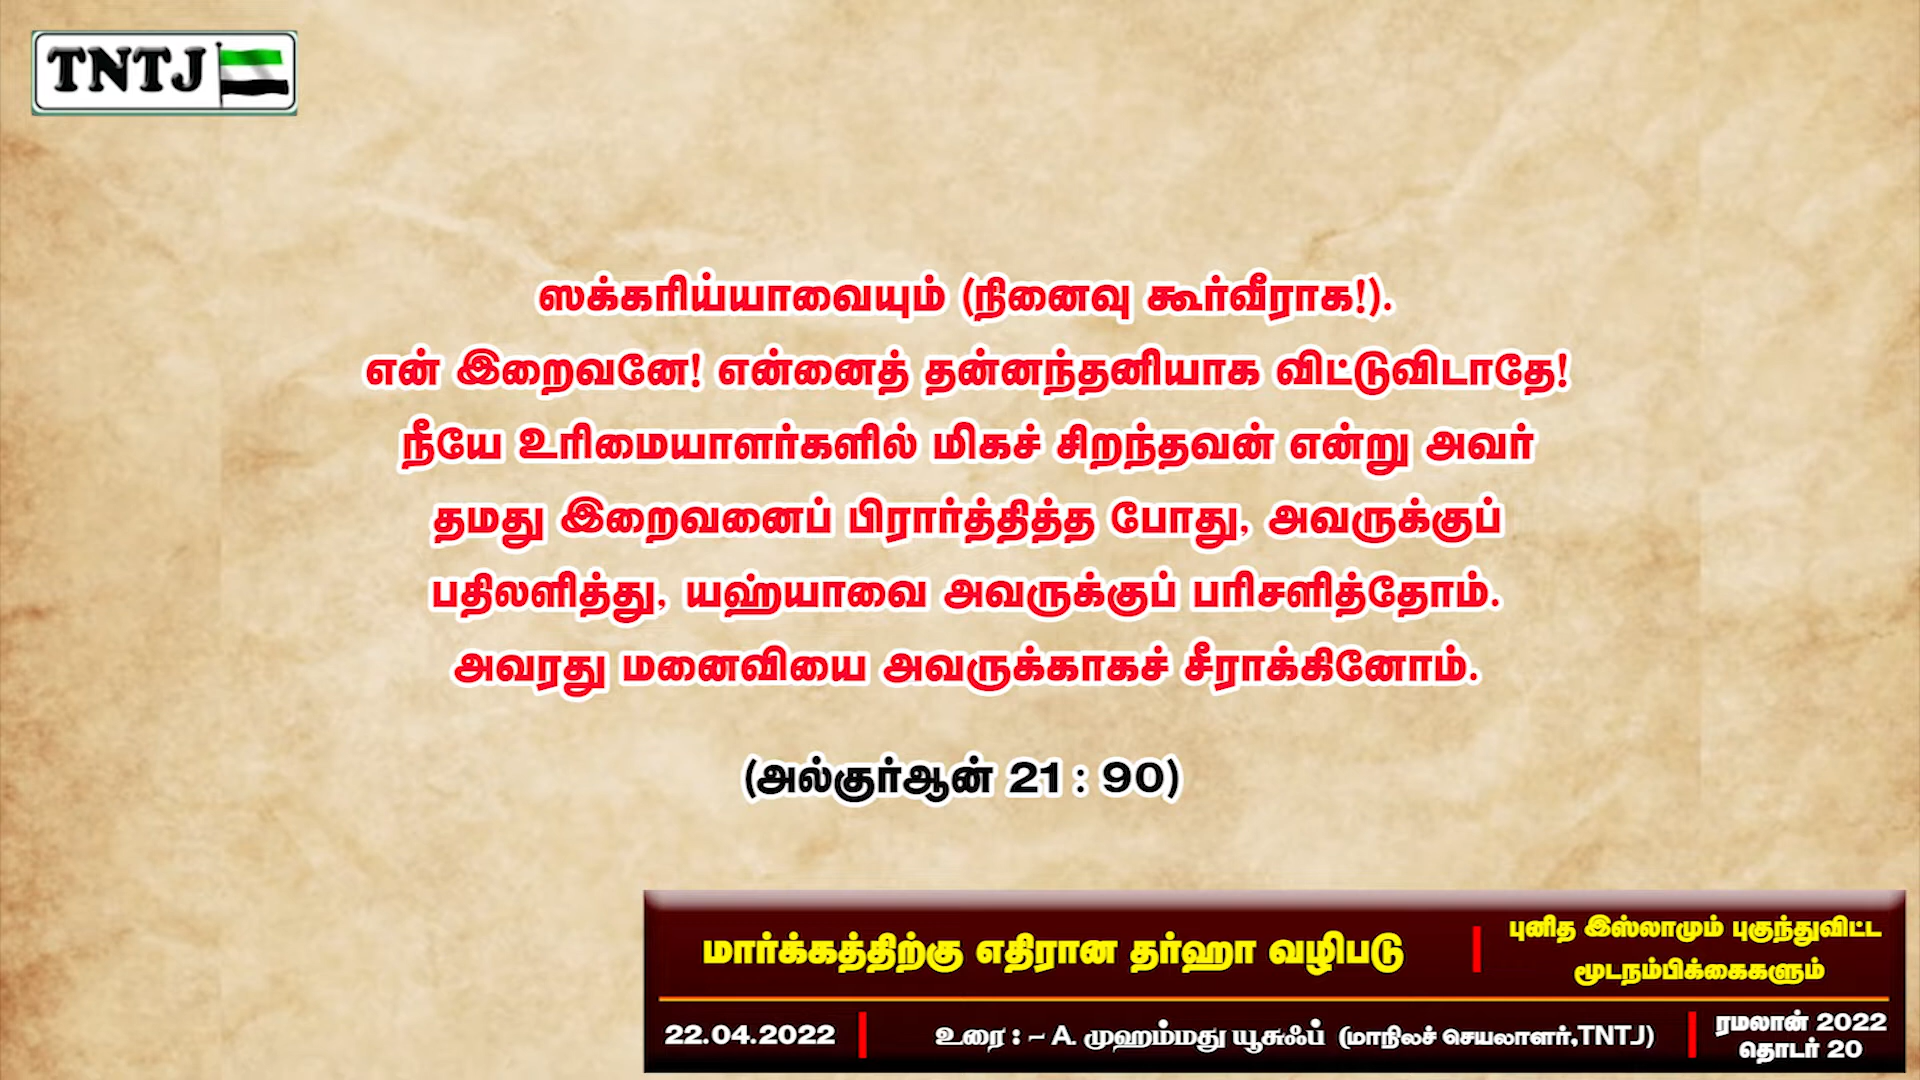 TNTJ
ஸக்கரிய்யாவையும் (நினைவு கூர்வீராக!).
என் இறைவனே! என்னைத் தன்னந்தனியாக விட்டுவிடாதே!
நீயே உரிமையாளர்களில் மிகச் சிறந்தவன் என்று அவர்
தமது இறைவனைப் பிரார்த்தித்த போது, அவருக்குப்
பதிலளித்து, யஹ்யாவை அவருக்குப் பரிசளித்தோம்.
அவரது மனைவியை அவருக்காகச் சீராக்கினோம்.
(அல்குர்ஆன் 21 : 90)
மார்க்கத்திற்கு எதிரான தர்ஹா வழிபடு
புனித இஸ்லாமும் புகுந்துவிட்ட
மூடநம்பிக்கைகளும்
22.04.2022
உரை : – A. முஹம்மது யூசுஃப் (மாநிலச் செயலாளர்,TNTJ)
ரமலான் 2022
தொடர் 20